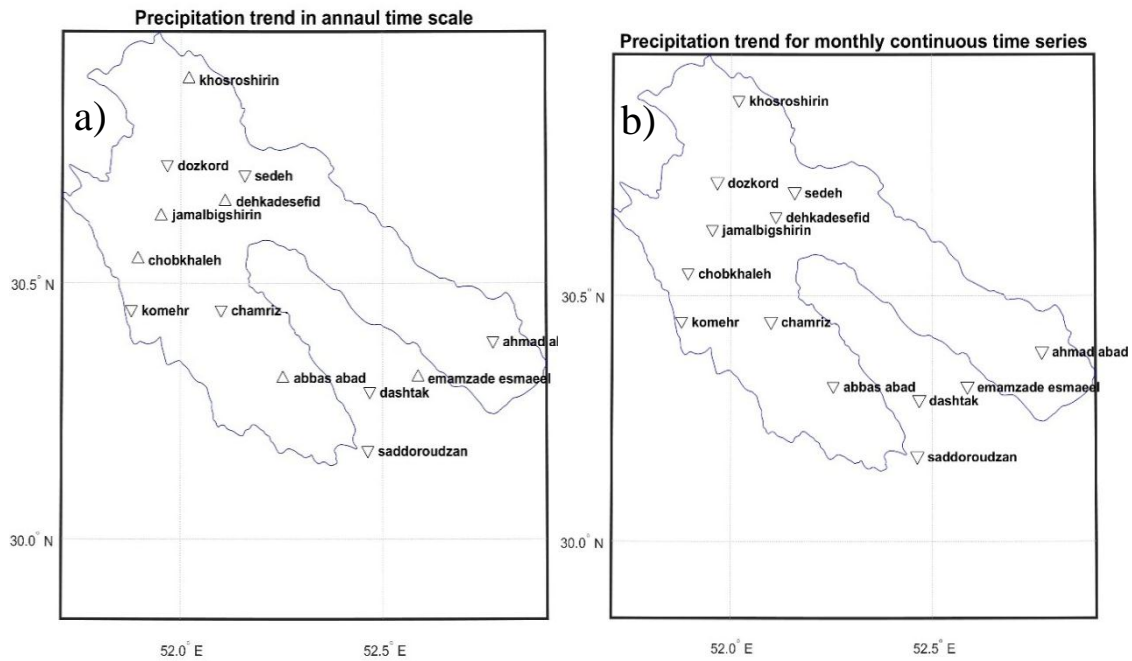 Precipitation trend in annaul time scale
a)
khosroshirin
dozkord
sedeh
dehkadesefid
jamalbigshirin
chobkhaleh
30.5° N
komehr
chamriz
ahmad al
abbas abad
emamzade esmaeel
dashtak
saddoroudzan
30.0° N
52.0° E
52.5° E
Precipitation trend for monthly continuous time series
b)
khosroshirin
dozkord
sedeh
dehkadesefid
jamalbigshirin
chobkhaleh
30.5° N
komehr
chamriz
ahmad abad
abbas abad
emamzade esmaeel
dashtak
saddoroudzan
30.0° N
52.0° E
52.5° E